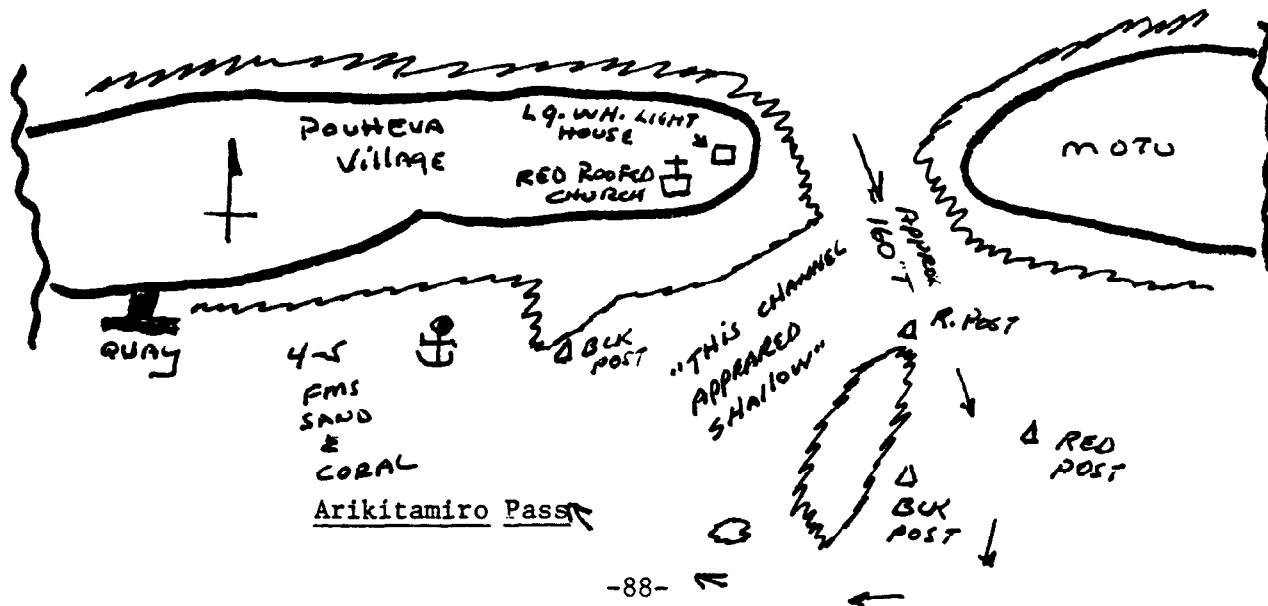 POUHEVA
Village
LG. WH. LIGHT
HOUSE
RED ROOFED
CHURCH
MOTU
APPROX
= 160°T
"THIS CHANNEL
APPEARED
SHALLOW"
R. POST
QUAY
4-5
FMS
SAND
&
CORAL
BLK
POST
RED
POST
BLK
POST
Arikitamiro Pass
-88-